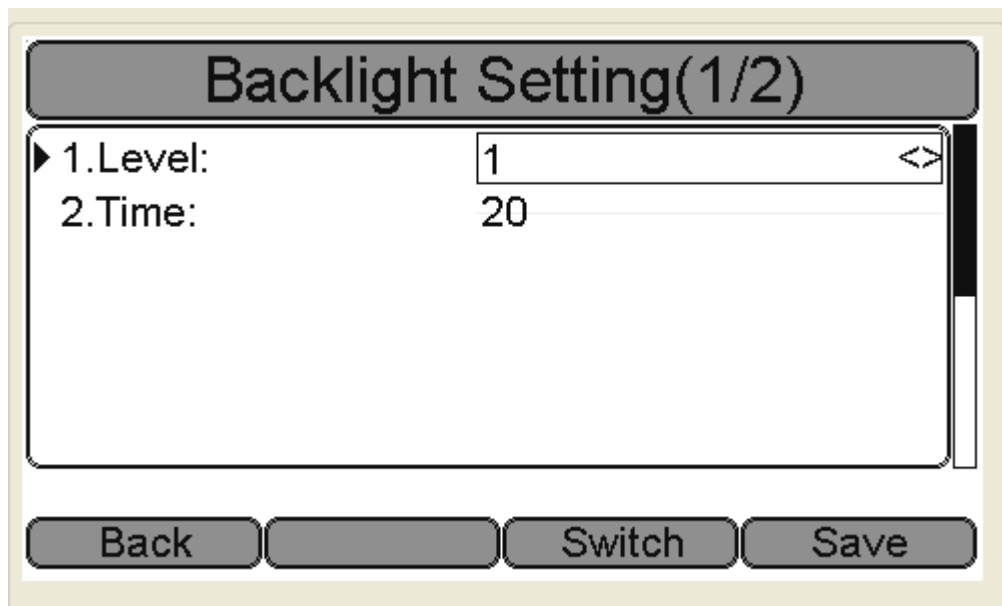 Backlight Setting(1/2)
1.Level: 1 <>
2.Time: 20
Back Switch Save